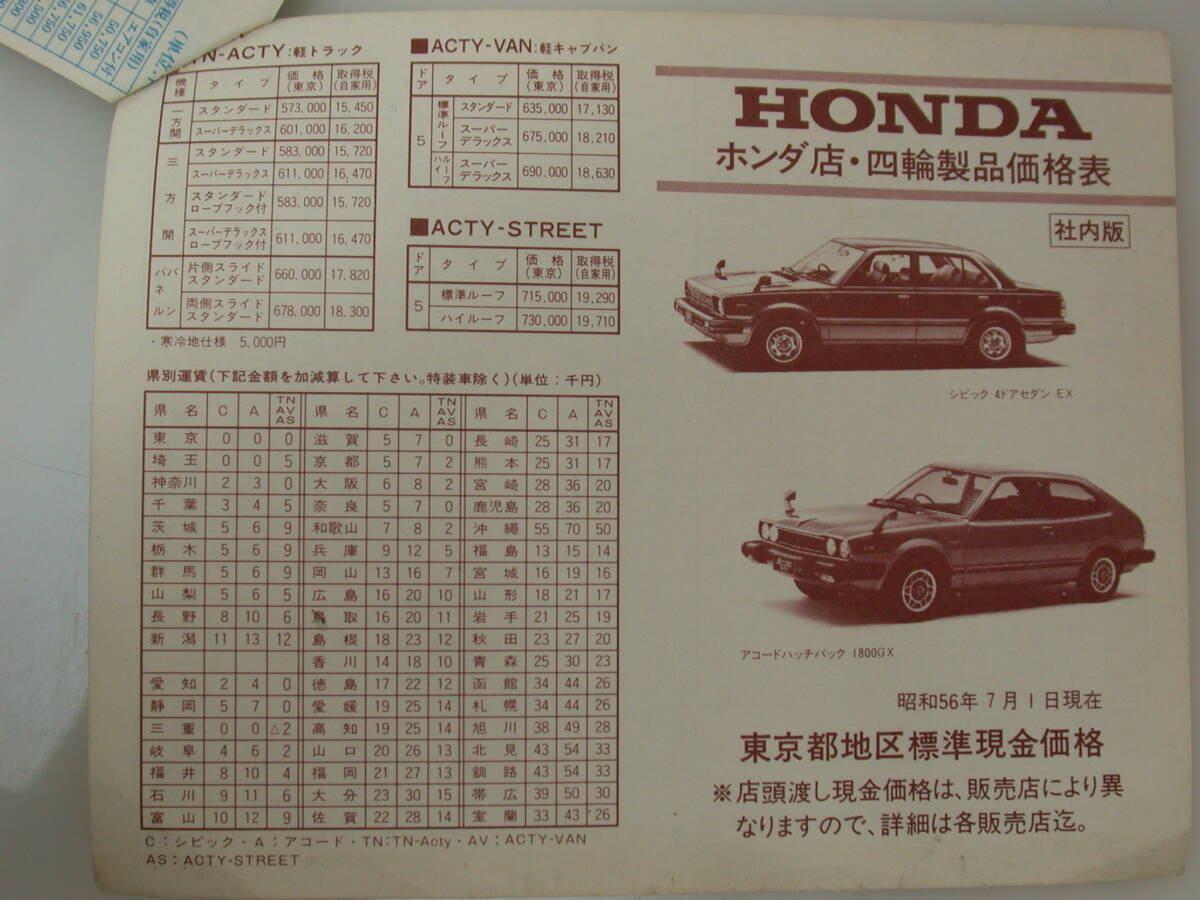 TN-ACTY:軽トラック
機種 タイプ 価格(東京) 取得税(自家用)
一方開 スタンダード 573,000 15,450
スーパーデラックス 601,000 16,200
三方開 スタンダード 583,000 15,720
スーパーデラックス 611,000 16,470
スタンダード ロープフック付 583,000 15,720
スーパーデラックス ロープフック付 611,000 16,470
パネルバン 片側スライド スタンダード 660,000 17,820
両側スライド スタンダード 678,000 18,300
・寒冷地仕様 5,000円
■ACTY-VAN:軽キャブバン
ドア タイプ 価格(東京) 取得税(自家用)
5 標準ルーフ スタンダード 635,000 17,130
スーパーデラックス 675,000 18,210
ハイルーフ スーパーデラックス 690,000 18,630
■ACTY-STREET
ドア タイプ 価格(東京) 取得税(自家用)
5 標準ルーフ 715,000 19,290
ハイルーフ 730,000 19,710
県別運賃(下記金額を加減算して下さい。特装車除く)(単位:千円)
県名 C A TN AV AS 県名 C A TN AV AS 県名 C A TN AV AS
東京 0 0 0 滋賀 5 7 0 長崎 25 31 17
埼玉 0 0 5 京都 5 7 2 熊本 25 31 17
神奈川 2 3 0 大阪 6 8 2 宮崎 28 36 20
千葉 3 4 5 奈良 5 7 0 鹿児島 28 36 20
茨城 5 6 9 和歌山 7 8 2 沖縄 55 70 50
栃木 5 6 9 兵庫 9 12 5 福島 13 15 14
群馬 5 6 9 岡山 13 16 7 宮城 16 19 16
山梨 5 6 5 広島 16 20 10 山形 18 21 17
長野 8 10 6 鳥取 16 20 11 岩手 21 25 19
新潟 11 13 12 島根 18 23 12 秋田 23 27 20
香川 14 18 10 青森 25 30 23
愛知 2 4 0 徳島 17 22 12 函館 34 44 26
静岡 5 7 0 愛媛 19 25 14 札幌 34 44 26
三重 0 0 △2 高知 19 25 14 旭川 38 49 28
岐阜 4 6 2 山口 20 26 13 北見 43 54 33
福井 8 10 4 福岡 21 27 13 釧路 43 54 33
石川 9 11 6 大分 23 30 15 帯広 39 50 30
富山 10 12 9 佐賀 22 28 14 室蘭 33 43 26
C:シビック・A:アコード・TN:TN-Acty・AV:ACTY-VAN
AS:ACTY-STREET
HONDA
ホンダ店・四輪製品価格表
社内版
シビック 4ドアセダン EX
アコードハッチバック 1800GX
昭和56年7月1日現在
東京都地区標準現金価格
※店頭渡し現金価格は、販売店により異
なりますので、詳細は各販売店迄。